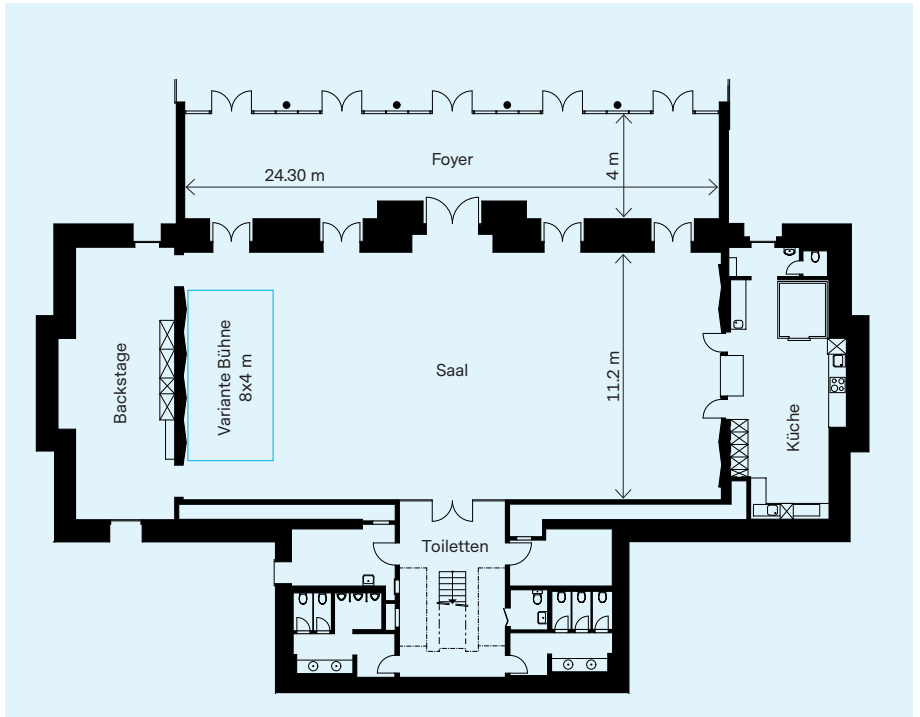 Foyer
24.30 m
4 m
Backstage
Variante Bühne
8x4 m
Saal
11.2 m
Küche
Toiletten